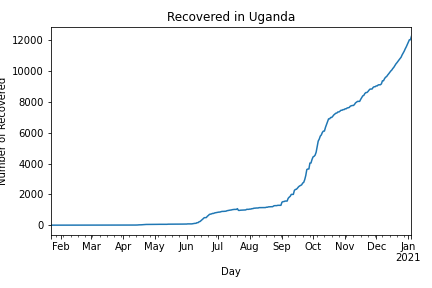 Recovered in Uganda
Number of Recovered
12000
10000
8000
6000
4000
2000
0
Feb Mar Apr May Jun Jul Aug Sep Oct Nov Dec Jan
2021
Day